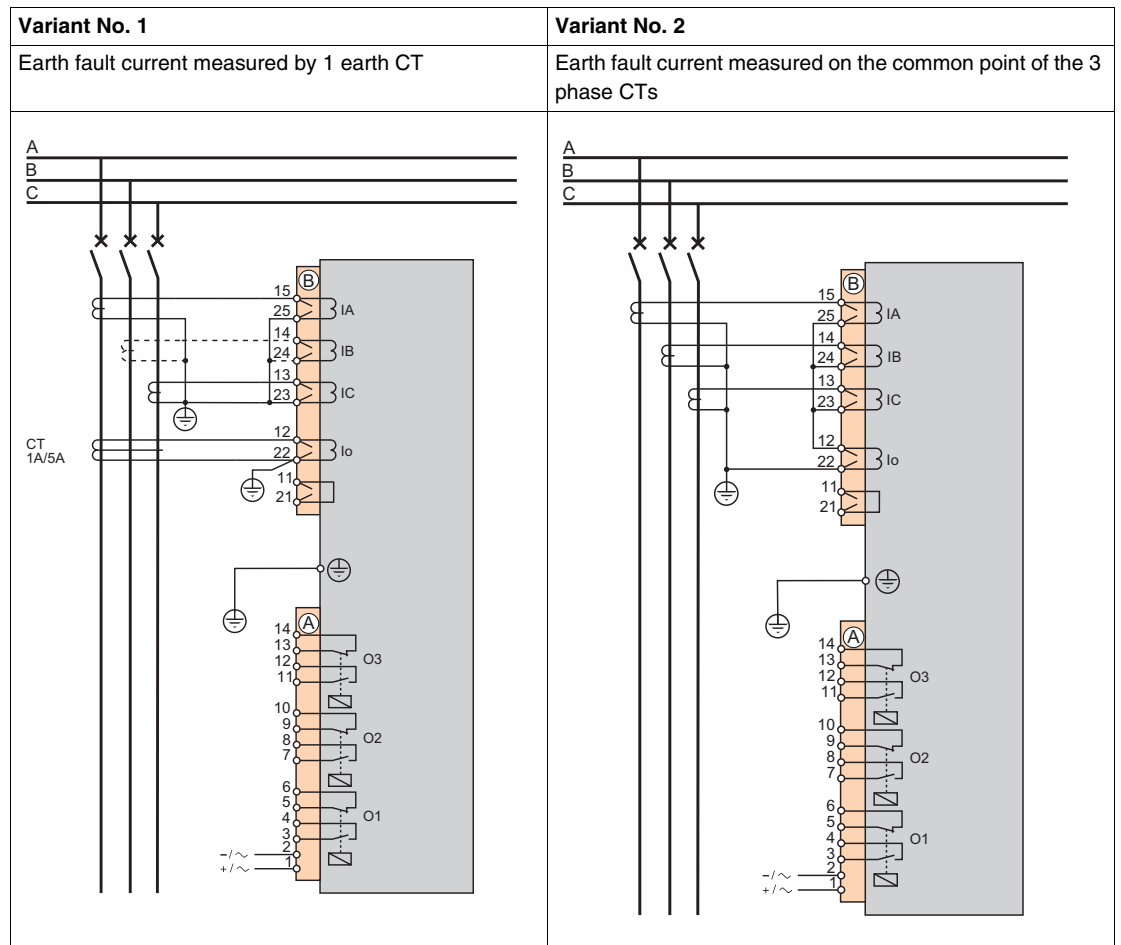 Variant No. 1
Variant No. 2
Earth fault current measured by 1 earth CT
Earth fault current measured on the common point of the 3
phase CTs
A
B
C
B
15
25
IA
14
24
IB
13
23
IC
CT
1A/5A
12
22
Io
11
21
A
14
13
12
11
O3
10
9
8
7
O2
6
5
4
3
O1
2
1
-/~
+/~
A
B
C
B
15
25
IA
14
24
IB
13
23
IC
12
22
Io
11
21
A
14
13
12
11
O3
10
9
8
7
O2
6
5
4
3
O1
2
1
-/~
+/~